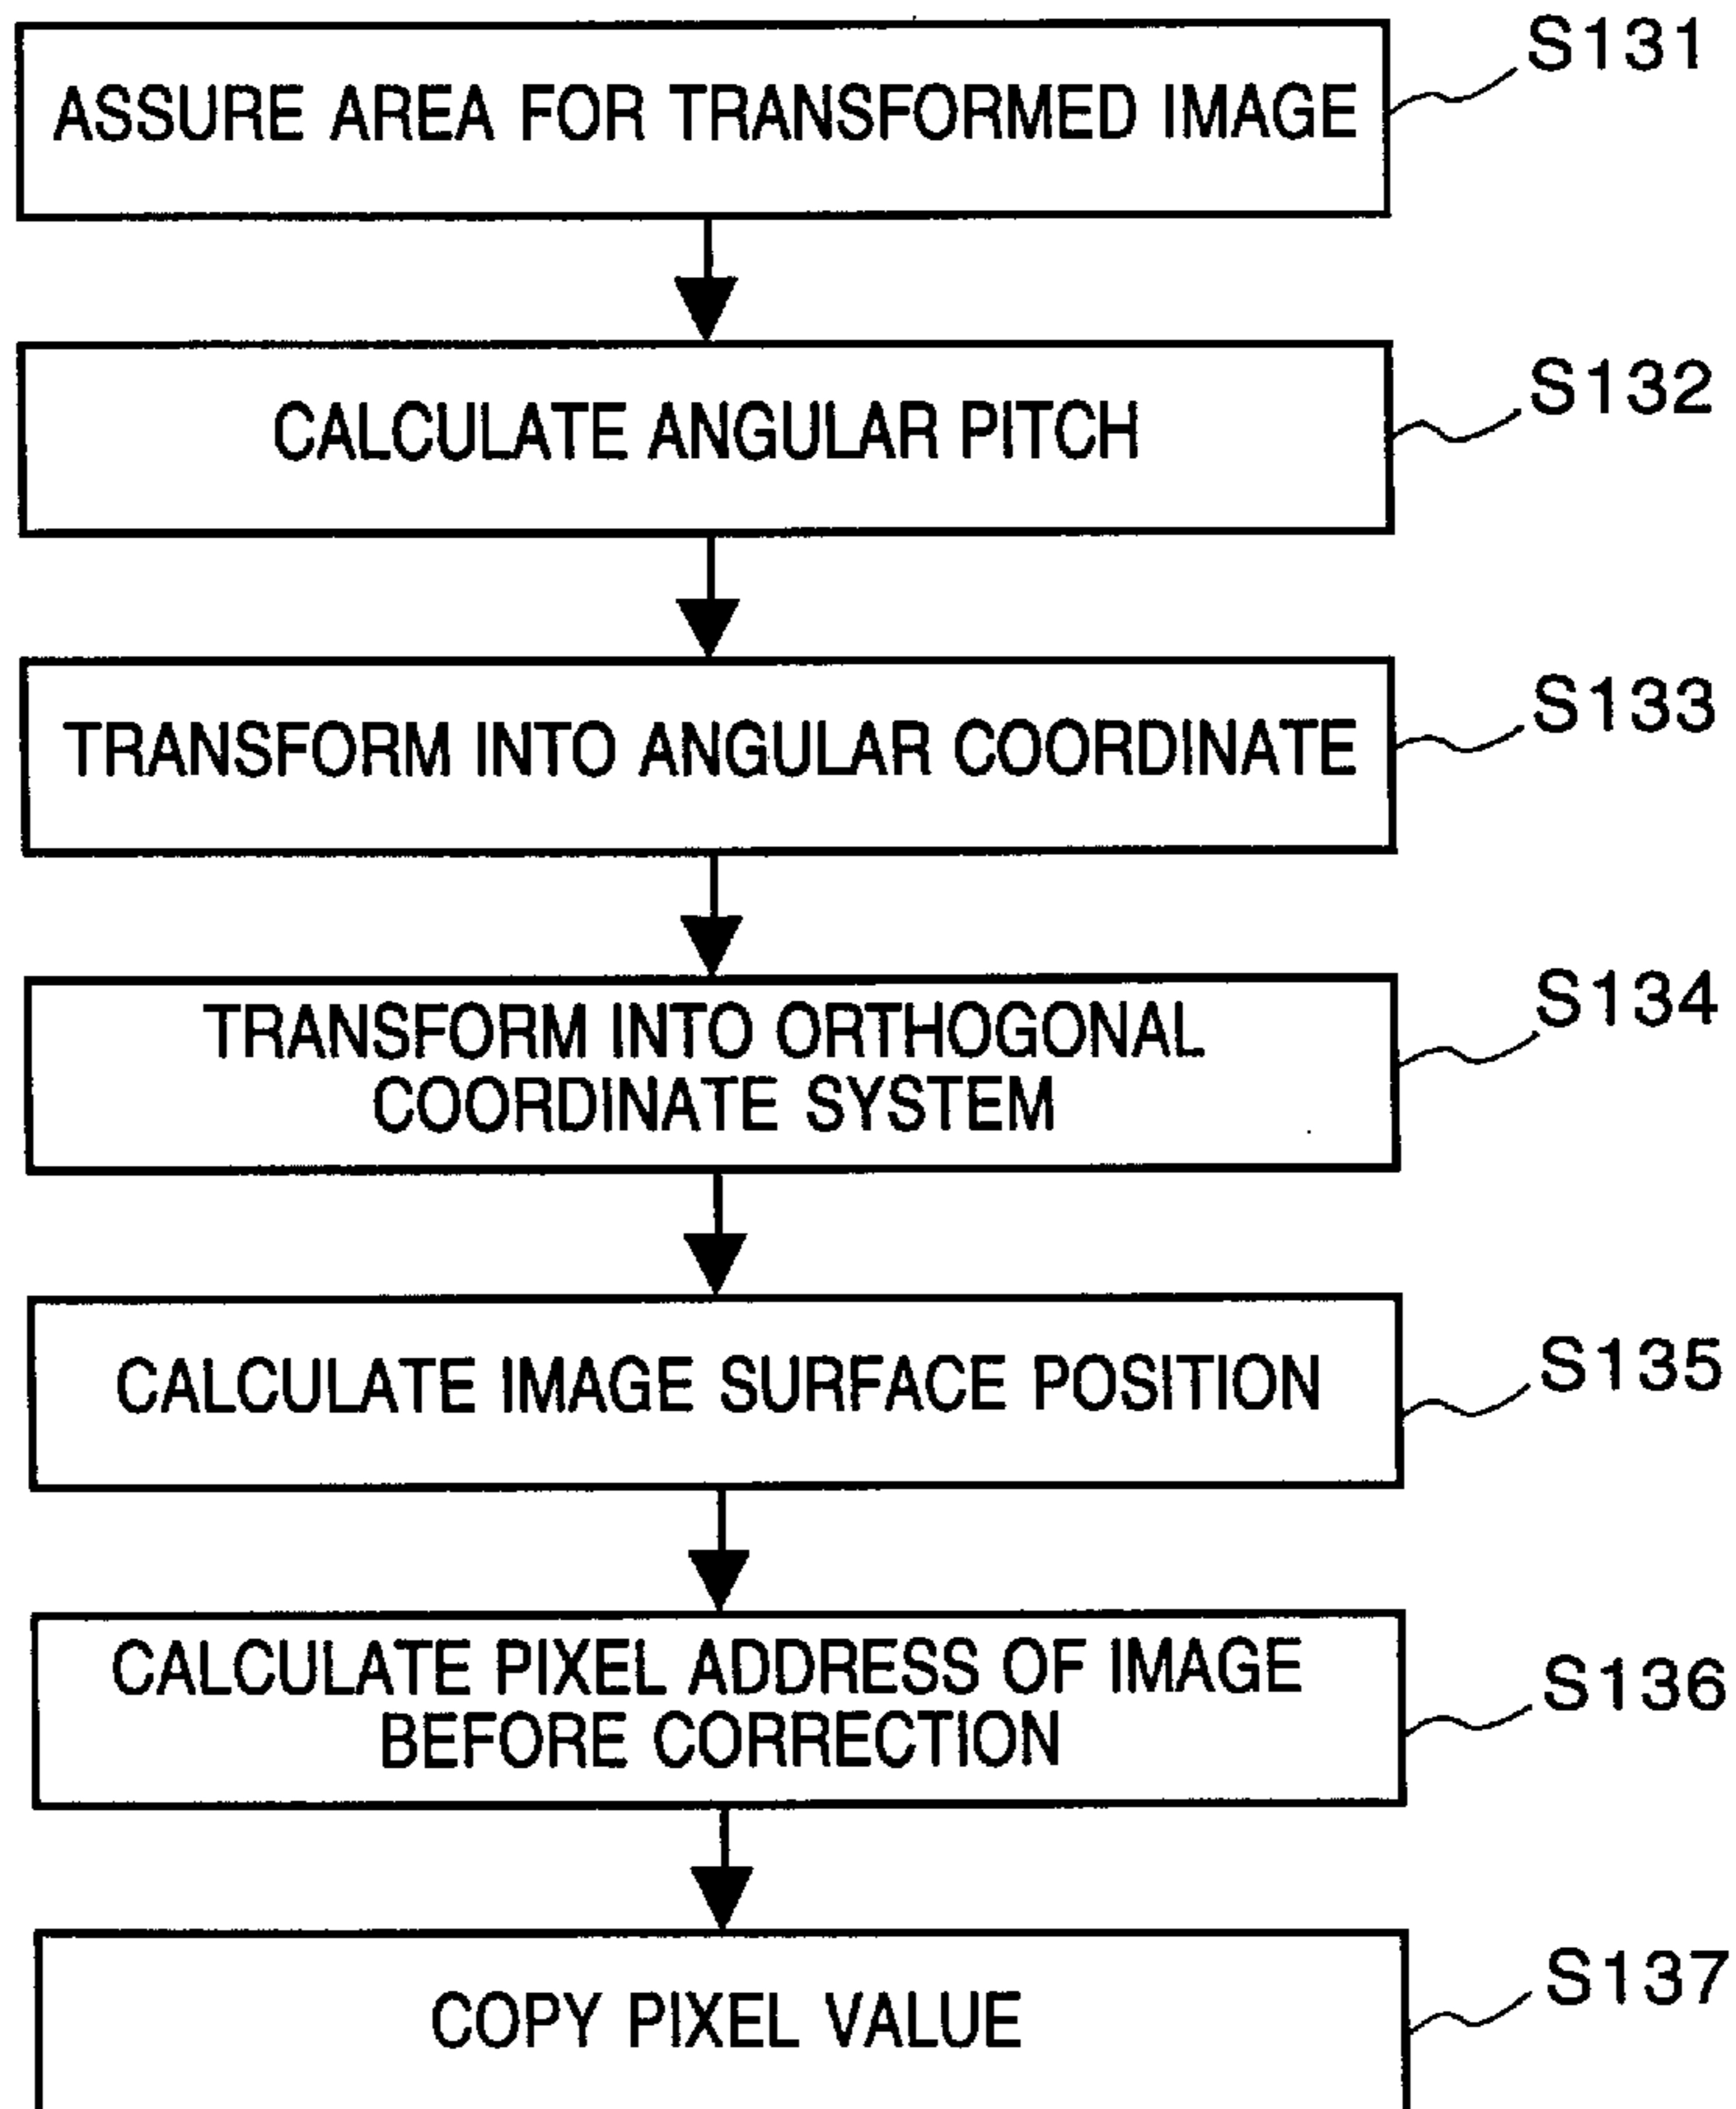 S131
ASSURE AREA FOR TRANSFORMED IMAGE
S132
CALCULATE ANGULAR PITCH
S133
TRANSFORM INTO ANGULAR COORDINATE
S134
TRANSFORM INTO ORTHOGONAL
COORDINATE SYSTEM
S135
CALCULATE IMAGE SURFACE POSITION
S136
CALCULATE PIXEL ADDRESS OF IMAGE
BEFORE CORRECTION
S137
COPY PIXEL VALUE